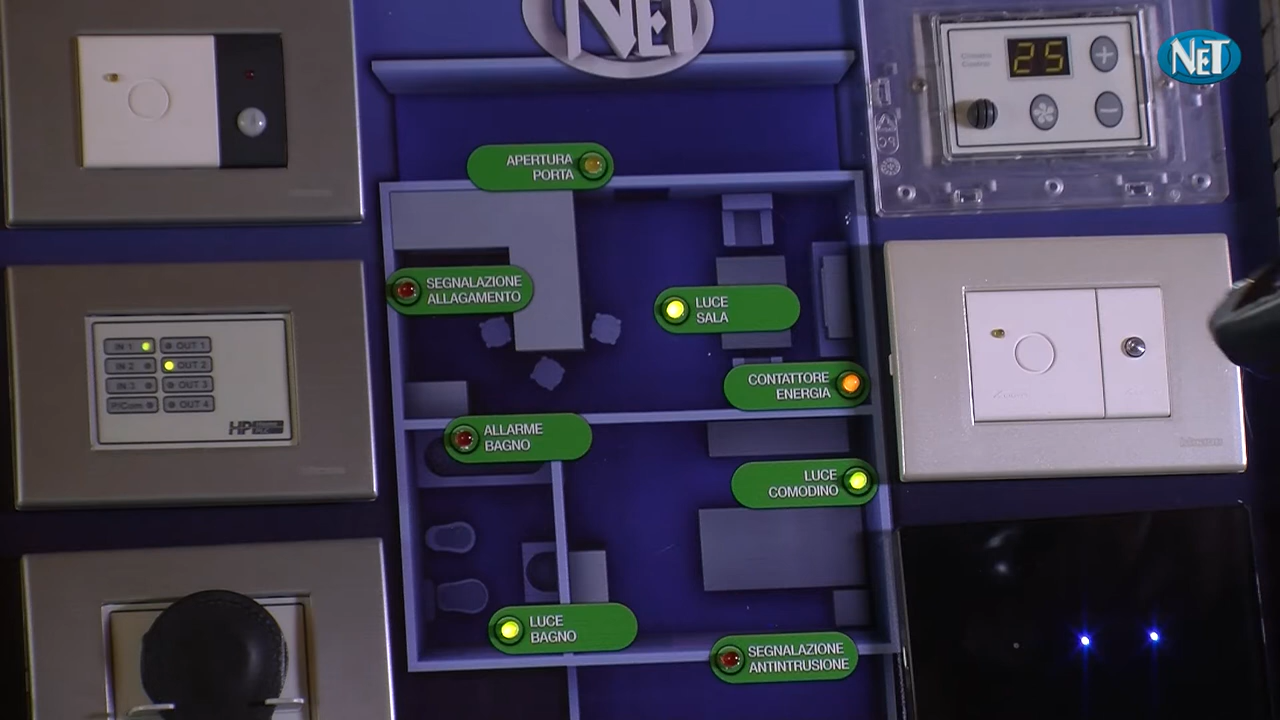 NET
NET
25
APERTURA
PORTA
SEGNALAZIONE
ALLAGAMENTO
LUCE
SALA
IN 1
OUT 1
IN 2
OUT 2
IN 3
OUT 3
P/Com
OUT 4
CONTATTORE
ENERGIA
ALLARME
BAGNO
LUCE
COMODINO
LUCE
BAGNO
SEGNALAZIONE
ANTINTRUSIONE